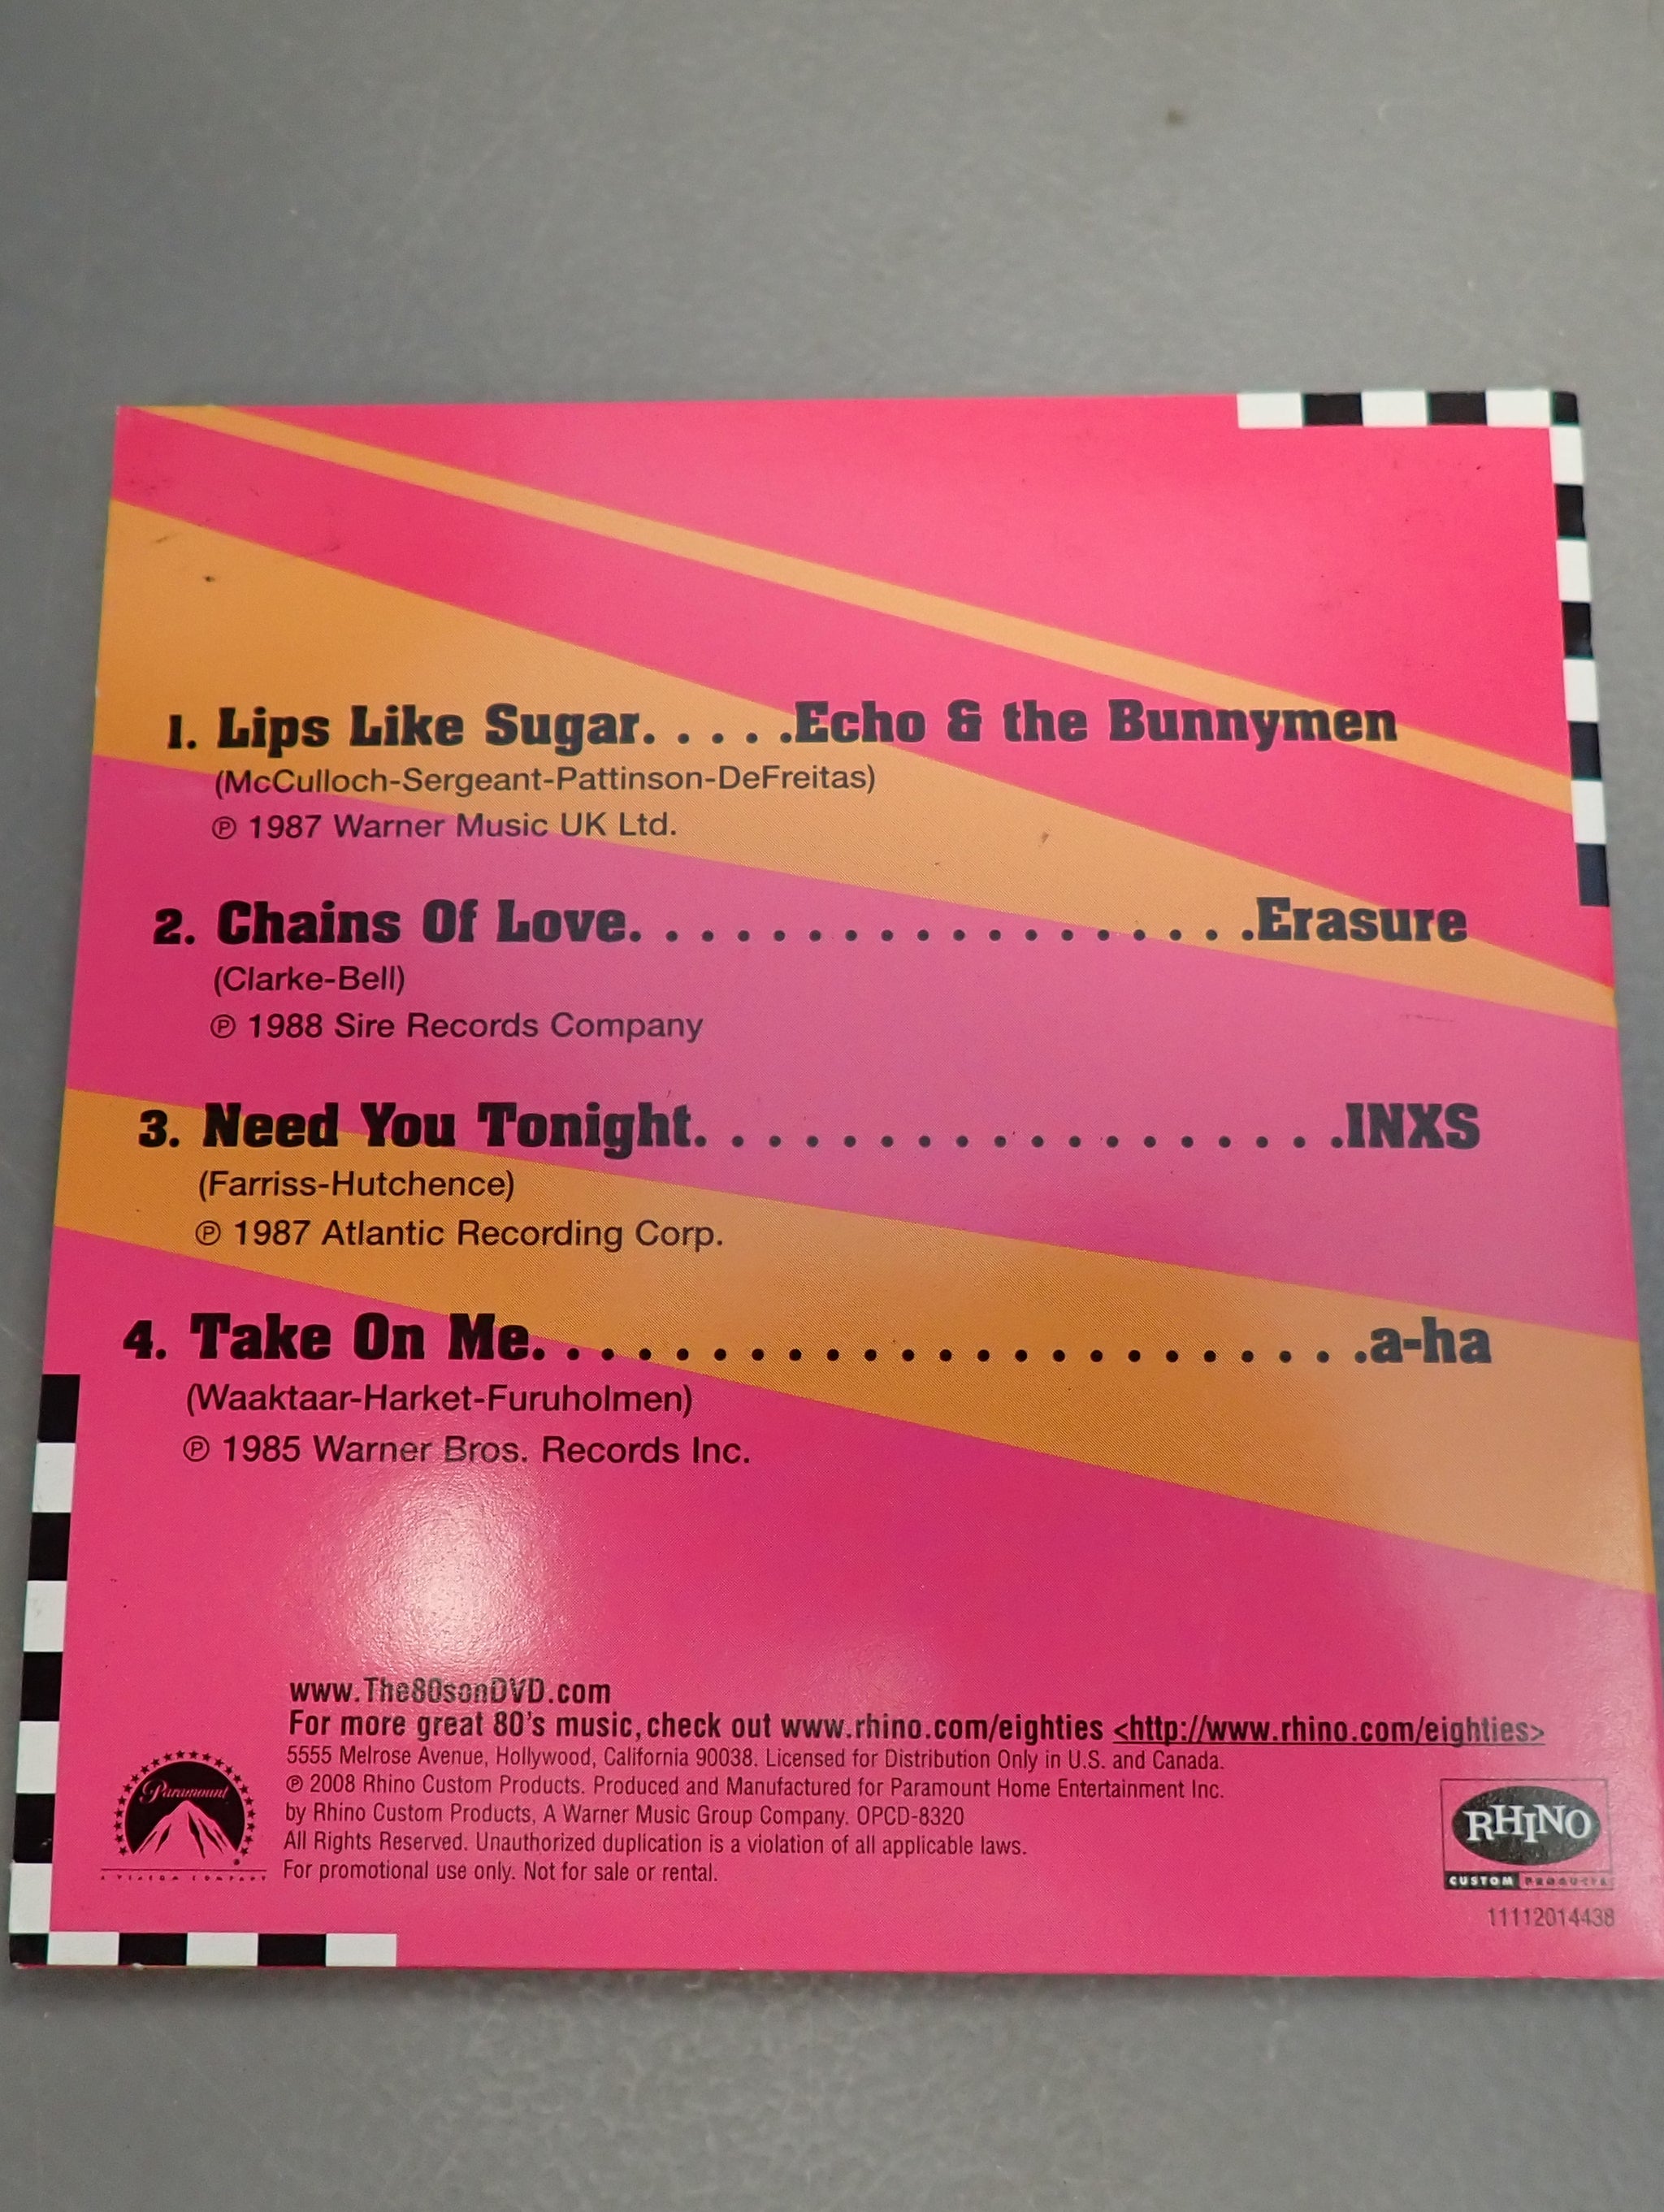 1. Lips Like Sugar. . . . .Echo & the Bunnymen
(McCulloch-Sergeant-Pattinson-DeFreitas)
℗ 1987 Warner Music UK Ltd.
2. Chains Of Love. . . . . . . . . . . . . . . . . .Erasure
(Clarke-Bell)
℗ 1988 Sire Records Company
3. Need You Tonight. . . . . . . . . . . . . . . . . . .INXS
(Farriss-Hutchence)
℗ 1987 Atlantic Recording Corp.
4. Take On Me. . . . . . . . . . . . . . . . . . . . . . .a-ha
(Waaktaar-Harket-Furuholmen)
℗ 1985 Warner Bros. Records Inc.
www.The80sonDVD.com
For more great 80's music, check out www.rhino.com/eighties <http://www.rhino.com/eighties>
5555 Melrose Avenue, Hollywood, California 90038. Licensed for Distribution Only in U.S. and Canada.
℗ 2008 Rhino Custom Products. Produced and Manufactured for Paramount Home Entertainment Inc.
by Rhino Custom Products, A Warner Music Group Company. OPCD-8320
All Rights Reserved. Unauthorized duplication is a violation of all applicable laws.
For promotional use only. Not for sale or rental.
Paramount
A VIACOM COMPANY
RHINO
CUSTOM PRODUCTS
11112014438